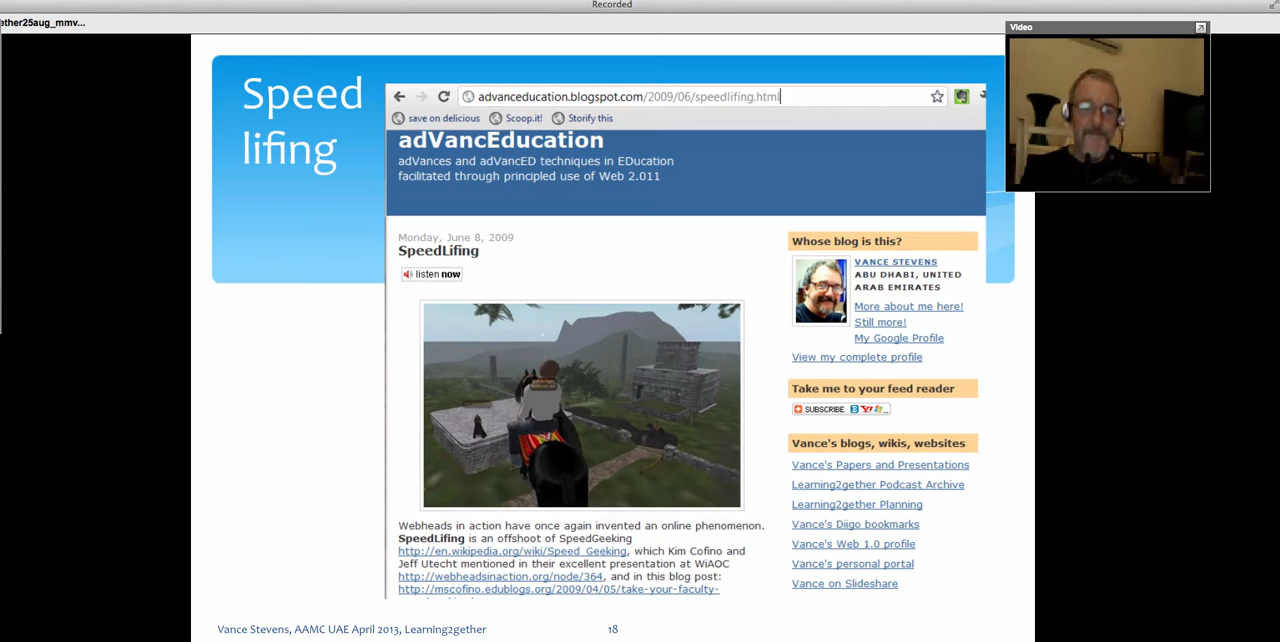 Recorded
ether25aug_mmv...
Video
Speed
lifing
advanceducation.blogspot.com/2009/06/speedlifing.html
save on delicious Scoop.it! Storify this
adVancEducation
adVances and adVancED techniques in EDucation
facilitated through principled use of Web 2.011
Monday, June 8, 2009
SpeedLifing
listen now
Webheads in action have once again invented an online phenomenon.
SpeedLifing is an offshoot of SpeedGeeking
http://en.wikipedia.org/wiki/Speed_Geeking, which Kim Cofino and
Jeff Utecht mentioned in their excellent presentation at WiAOC
http://webheadsinaction.org/node/364, and in this blog post:
http://mscofino.edublogs.org/2009/04/05/take-your-faculty-
Whose blog is this?
VANCE STEVENS
ABU DHABI, UNITED
ARAB EMIRATES
More about me here!
Still more!
My Google Profile
View my complete profile
Take me to your feed reader
SUBSCRIBE
Vance's blogs, wikis, websites
Vance's Papers and Presentations
Learning2gether Podcast Archive
Learning2gether Planning
Vance's Diigo bookmarks
Vance's Web 1.0 profile
Vance's personal portal
Vance on Slideshare
Vance Stevens, AAMC UAE April 2013, Learning2gether
18